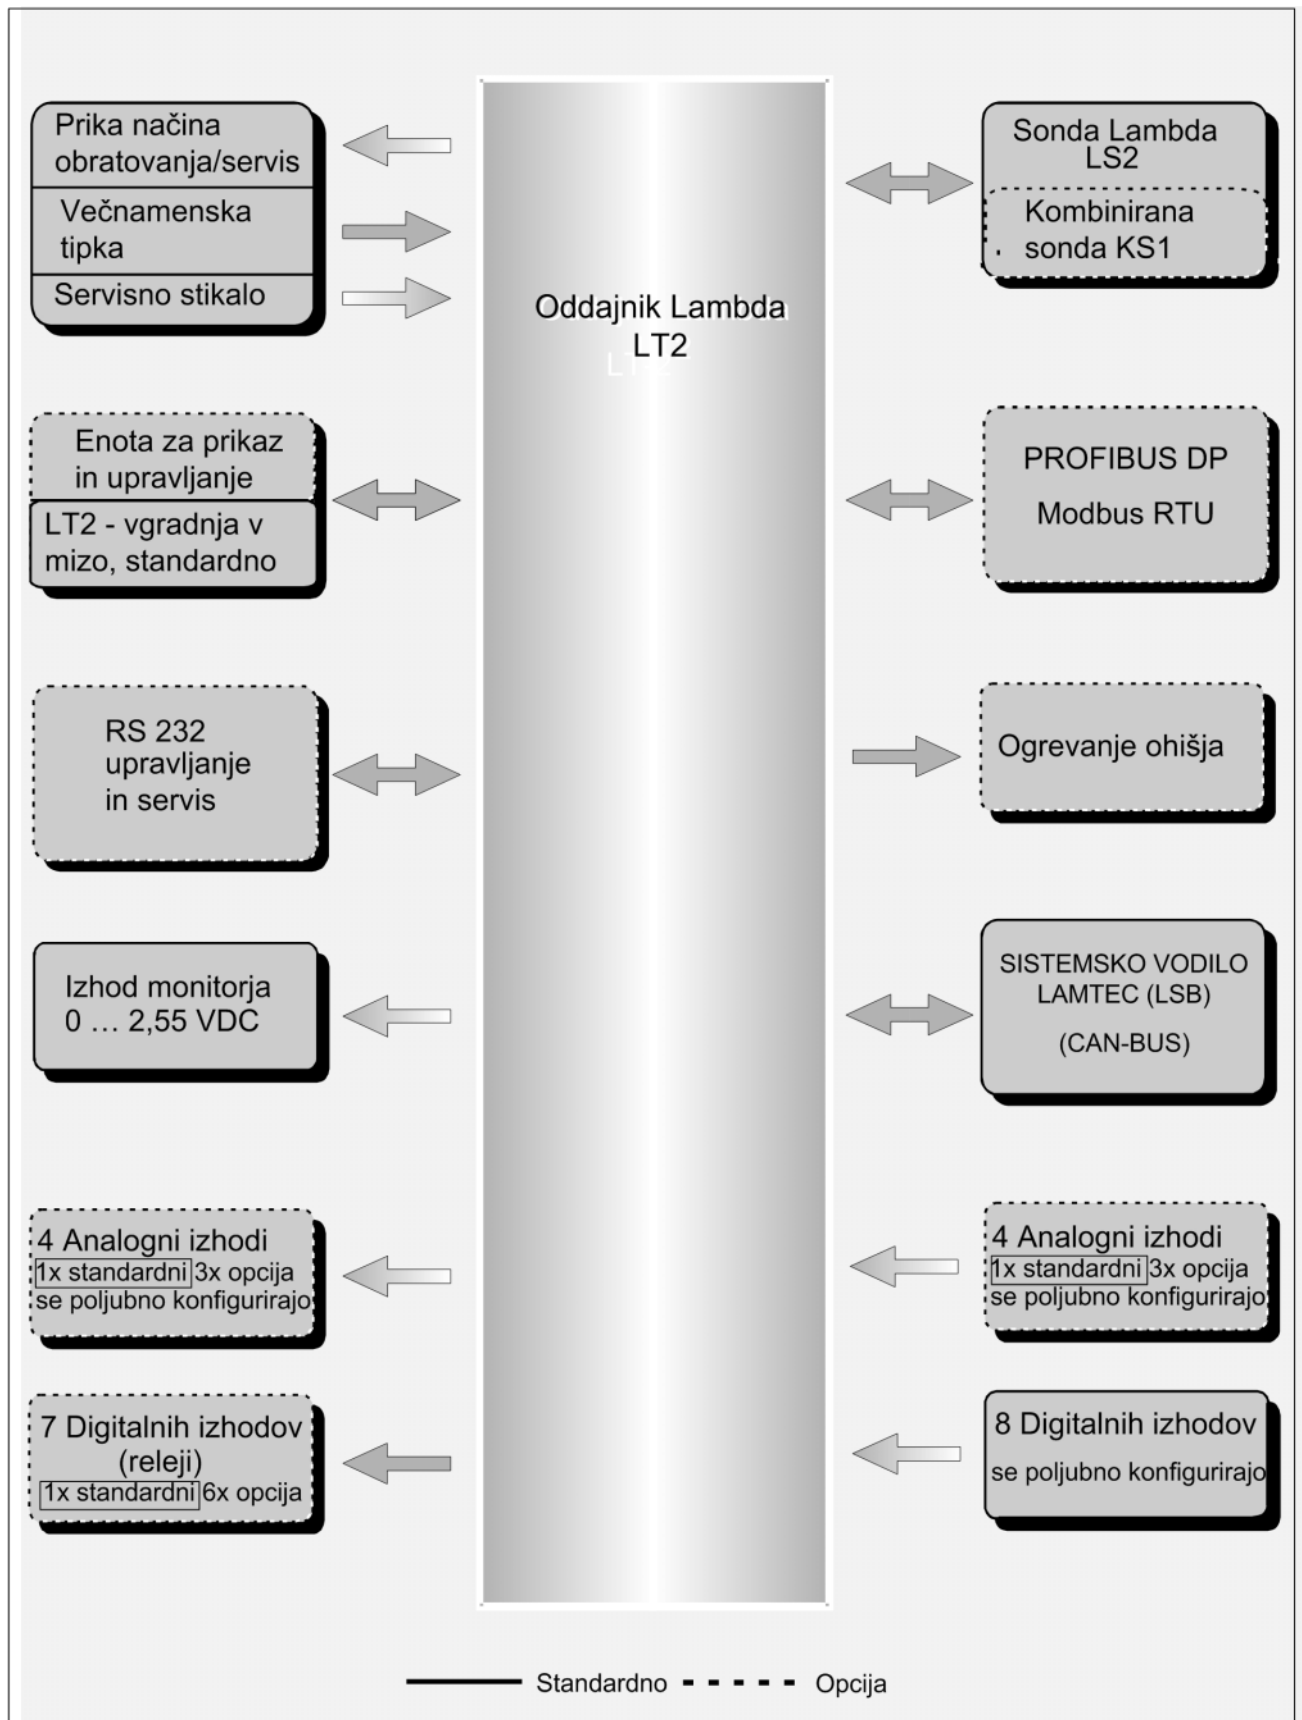 Prika načina
obratovanja/servis
Večnamenska
tipka
Servisno stikalo
Enota za prikaz
in upravljanje
LT2 - vgradnja v
mizo, standardno
RS 232
upravljanje
in servis
Izhod monitorja
0 … 2,55 VDC
4 Analogni izhodi
1x standardni 3x opcija
se poljubno konfigurirajo
7 Digitalnih izhodov
(releji)
1x standardni 6x opcija
Oddajnik Lambda
LT2
Sonda Lambda
LS2
Kombinirana
sonda KS1
PROFIBUS DP
Modbus RTU
Ogrevanje ohišja
SISTEMSKO VODILO
LAMTEC (LSB)
(CAN-BUS)
4 Analogni izhodi
1x standardni 3x opcija
se poljubno konfigurirajo
8 Digitalnih izhodov
se poljubno konfigurirajo
Standardno Opcija